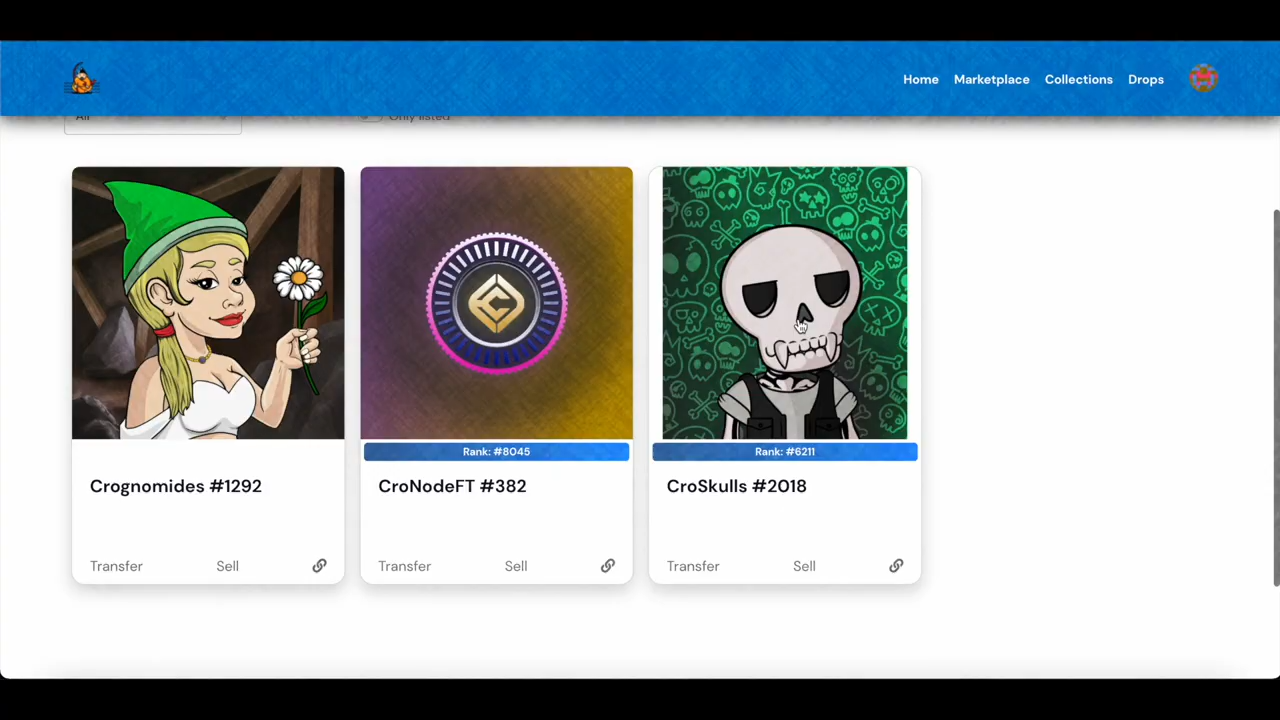 Home Marketplace Collections Drops
All Only listed
Rank: #8045 Rank: #6211
Crognomides #1292 CroNodeFT #382 CroSkulls #2018
Transfer Sell Transfer Sell Transfer Sell